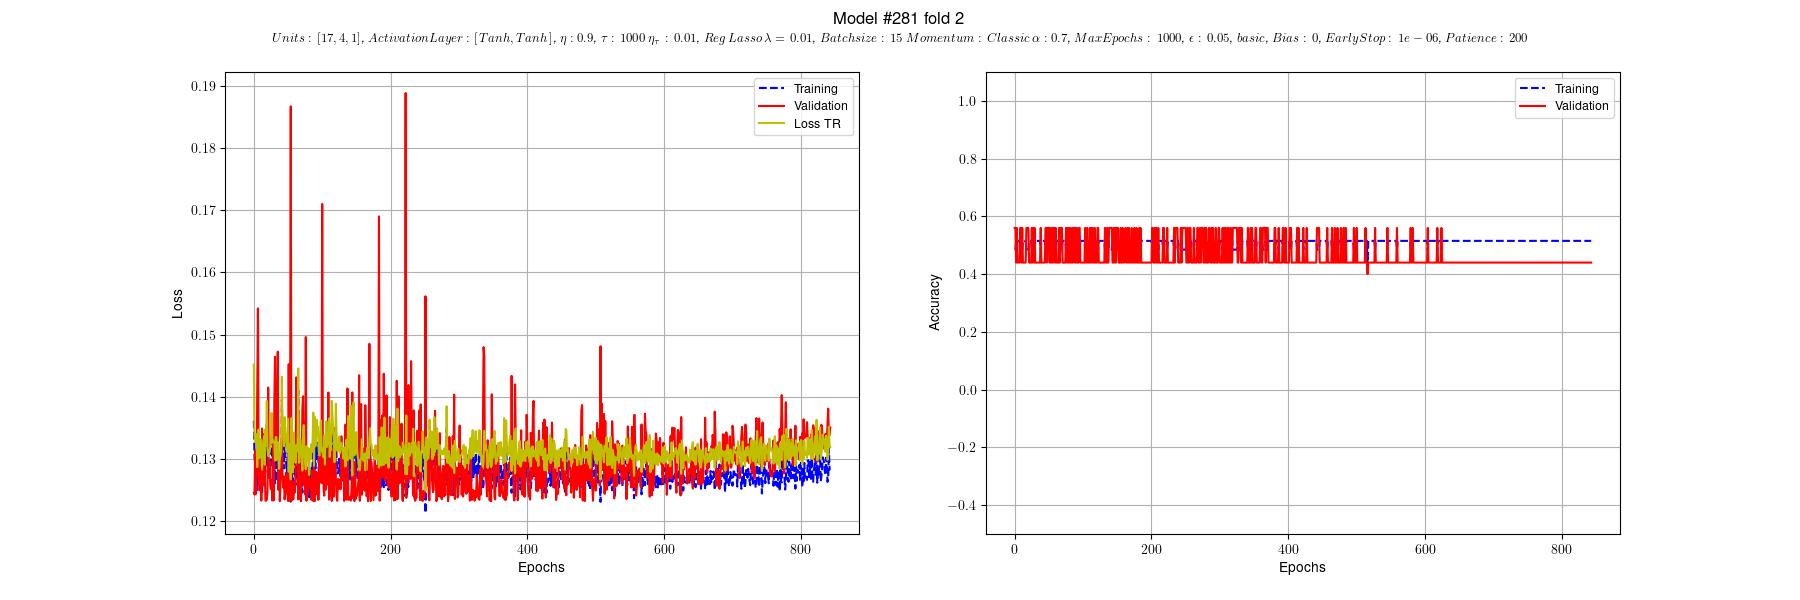 Model #281 fold 2
Units : [17, 4, 1], ActivationLayer : [Tanh, Tanh], η : 0.9, τ : 1000 ητ : 0.01, Reg Lasso λ = 0.01, Batchsize : 15 Momentum : Classic α : 0.7, MaxEpochs : 1000, ϵ : 0.05, basic, Bias : 0, EarlyStop : 1e − 06, Patience : 200
0.19
0.18
0.17
0.16
0.15
0.14
0.13
0.12
Loss
0 200 400 600 800
Epochs
Training
Validation
Loss TR
1.0
0.8
0.6
0.4
0.2
0.0
−0.2
−0.4
Accuracy
0 200 400 600 800
Epochs
Training
Validation